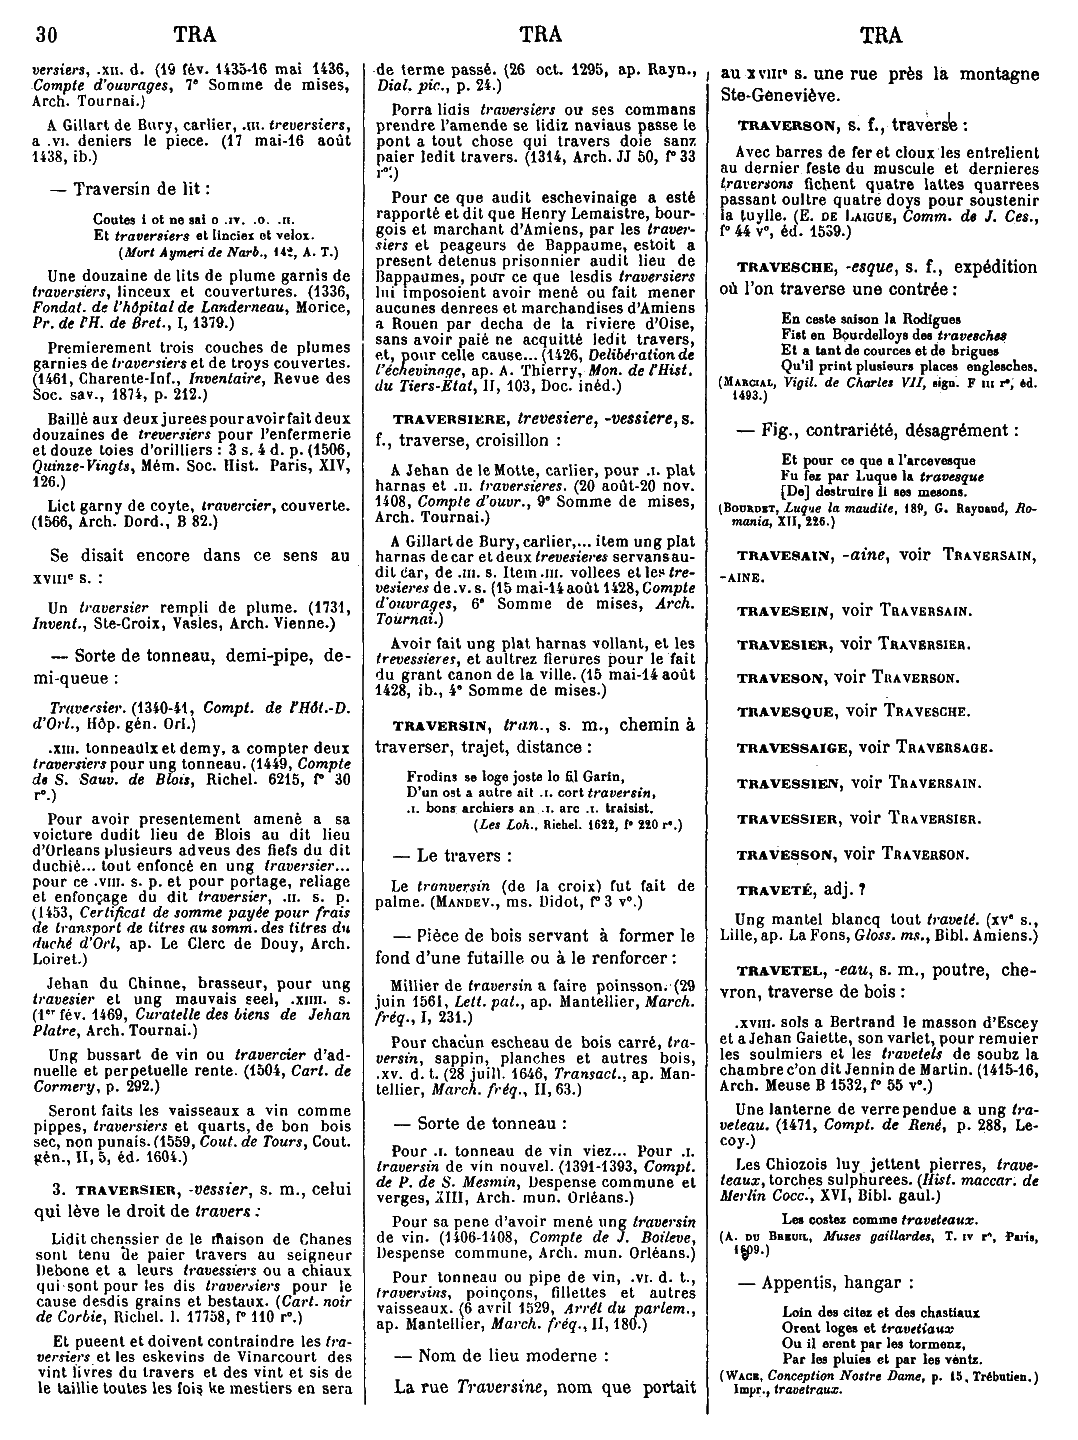 30 TRA TRA TRA
versiers, .XII. d. (19 fév. 1435-16 mai 1436,
Compte d'ouvrages, 7e Somme de mises,
Arch. Tournai.)
A Gillart de Bury, carlier, .III. treversiers,
a .VI. deniers le piece. (17 mai-16 août
1438, ib.)
— Traversin de lit :
Coutes i ot ne sai o .IV. .O. .II.
Et traversiers et linciex et velox.
(Mort Aymeri de Narb., 142, A. T.)
Une douzaine de lits de plume garnis de
traversiers, linceux et couvertures. (1336,
Fondat. de l'hôpital de Landerneau, Morice,
Pr. de l'H. de Bret., I, 1379.)
Premierement trois couches de plumes
garnies de traversiers et de troys couvertes.
(1461, Charente-Inf., Inventaire, Revue des
Soc. sav., 1874, p. 212.)
Baillé aux deux jurees pour avoir fait deux
douzaines de treversiers pour l'enfermerie
et douze toies d'orilliers : 3 s. 4 d. p. (1506,
Quinze-Vingts, Mém. Soc. Hist. Paris, XIV,
126.)
Lict garny de coyte, travercier, couverte.
(1566, Arch. Dord., B 82.)
Se disait encore dans ce sens au
XVIIIe s. :
Un traversier rempli de plume. (1731,
Invent., Ste-Croix, Vasles, Arch. Vienne.)
— Sorte de tonneau, demi-pipe, de-
mi-queue :
Traversier. (1340-41, Compt. de l'Hôt.-D.
d'Orl., Hôp. gén. Orl.)
.XIII. tonneaulx et demy, a compter deux
traversiers pour ung tonneau. (1449, Compte
de S. Sauv. de Blois, Richel. 6215, f° 30
r°.)
Pour avoir presentement amené a sa
voicture dudit lieu de Blois au dit lieu
d'Orleans plusieurs adveus des fiefs du dit
duchié... tout enfoncé en ung traversier...
pour ce .VIII. s. p. et pour portage, reliage
et enfonçage du dit traversier, .II. s. p.
(1453, Certificat de somme payée pour frais
de transport de titres au somm. des titres du
duché d'Orl, ap. Le Clerc de Douy, Arch.
Loiret.)
Jehan du Chinne, brasseur, pour ung
travesier et ung mauvais seel, .XIIII. s.
(1er fév. 1469, Curatelle des biens de Jehan
Platre, Arch. Tournai.)
Ung bussart de vin ou travercier d'ad-
nuelle et perpetuelle rente. (1504, Cart. de
Cormery, p. 292.)
Seront faits les vaisseaux a vin comme
pippes, traversiers et quarts, de bon bois
sec, non punais. (1559, Cout. de Tours, Cout.
gén., II, 5, éd. 1604.)
3. TRAVERSIER, -vessier, s. m., celui
qui lève le droit de travers :
Lidit chenssier de le maison de Chanes
sont tenu de paier travers au seigneur
Debone et a leurs travessiers ou a chiaux
qui sont pour les dis traversiers pour le
cause desdis grains et bestaux. (Cart. noir
de Corbie, Richel. l. 17758, f° 110 r°.)
Et pueent et doivent contraindre les tra-
versiers et les eskevins de Vinarcourt des
vint livres du travers et des vint et sis de
le taillie toutes les fois ke mestiers en sera
de terme passé. (26 oct. 1295, ap. Rayn.,
Dial. pic., p. 24.)
Porra lidis traversiers ou ses commans
prendre l'amende se lidiz naviaus passe le
pont a tout chose qui travers doie sanz
paier ledit travers. (1314, Arch. JJ 50, f° 33
r°.)
Pour ce que audit eschevinaige a esté
rapporté et dit que Henry Lemaistre, bour-
gois et marchant d'Amiens, par les traver-
siers et peageurs de Bappaume, estoit a
present detenus prisonnier audit lieu de
Bappaumes, pour ce que lesdis traversiers
lui imposoient avoir mené ou fait mener
aucunes denrees et marchandises d'Amiens
a Rouen par decha de la riviere d'Oise,
sans avoir paié ne acquitté ledit travers,
et, pour celle cause... (1426, Delibération de
l'échevinage, ap. A. Thierry, Mon. de l'Hist.
du Tiers-Etat, II, 103, Doc. inéd.)
TRAVERSIERE, trevesiere, -vessiere, s.
f., traverse, croisillon :
A Jehan de le Motte, carlier, pour .I. plat
harnas et .II. traversieres. (20 août-20 nov.
1408, Compte d'ouvr., 9e Somme de mises,
Arch. Tournai.)
A Gillart de Bury, carlier,... item ung plat
harnas de car et deux trevesieres servans au-
dit car, de .III. s. Item .III. vollees et les tre-
vesieres de .V. s. (15 mai-14 août 1428, Compte
d'ouvrages, 6e Somme de mises, Arch.
Tournai.)
Avoir fait ung plat harnas vollant, et les
trevessieres, et aultrez fierures pour le fait
du grant canon de la ville. (15 mai-14 août
1428, ib., 4e Somme de mises.)
TRAVERSIN, tran., s. m., chemin à
traverser, trajet, distance :
Frodins se loge joste lo fil Garin,
D'un ost a autre ait .I. cort traversin,
.I. bons archiers an .I. arc .I. traisist.
(Les Loh., Richel. 1622, f° 220 r°.)
— Le travers :
Le tranversin (de la croix) fut fait de
palme. (MANDEV., ms. Didot, f° 3 v°.)
— Pièce de bois servant à former le
fond d'une futaille ou à le renforcer :
Millier de traversin a faire poinsson. (29
juin 1561, Lett. pat., ap. Mantellier, March.
fréq., I, 231.)
Pour chacun escheau de bois carré, tra-
versin, sappin, planches et autres bois,
.XV. d. t. (28 juill. 1646, Transact., ap. Man-
tellier, March. fréq., II, 63.)
— Sorte de tonneau :
Pour .I. tonneau de vin viez... Pour .I.
traversin de vin nouvel. (1391-1393, Compt.
de P. de S. Mesmin, Despense commune et
verges, XIII, Arch. mun. Orléans.)
Pour sa pene d'avoir mené ung traversin
de vin. (1406-1408, Compte de J. Boileve,
Despense commune, Arch. mun. Orléans.)
Pour tonneau ou pipe de vin, .VI. d. t.,
traversins, poinçons, fillettes et autres
vaisseaux. (6 avril 1529, Arrêt du parlem.,
ap. Mantellier, March. fréq., II, 180.)
— Nom de lieu moderne :
La rue Traversine, nom que portait
au XVIIIe s. une rue près la montagne
Ste-Geneviève.
TRAVERSON, s. f., traverse :
Avec barres de fer et cloux les entrelient
au dernier feste du muscule et dernieres
traversons fichent quatre lattes quarrees
passant oultre quatre doys pour soustenir
la tuylle. (E. DE LAIGUE, Comm. de J. Ces.,
f° 44 v°, éd. 1539.)
TRAVESCHE, -esque, s. f., expédition
où l'on traverse une contrée :
En ceste saison la Rodigues
Fist en Bourdelloys des travesches
Et a tant de cources et de brigues
Qu'il print plusieurs places englesches.
(MARCIAL, Vigil. de Charles VII, sign. F III r°, éd.
1493.)
— Fig., contrariété, désagrément :
Et pour ce que a l'arcevesque
Fu fez par Luque la travesque
[De] destruire li ses mesons.
(BOURDET, Luque la maudite, 189, G. Raynaud, Ro-
mania, XII, 226.)
TRAVESAIN, -aine, voir TRAVERSAIN,
-AINE.
TRAVESEIN, voir TRAVERSAIN.
TRAVESIER, voir TRAVERSIER.
TRAVESON, voir TRAVERSON.
TRAVESQUE, voir TRAVESCHE.
TRAVESSAIGE, voir TRAVERSAGE.
TRAVESSIEN, voir TRAVERSAIN.
TRAVESSIER, voir TRAVERSIER.
TRAVESSON, voir TRAVERSON.
TRAVETÉ, adj. ?
Ung mantel blancq tout traveté. (XVe s.,
Lille, ap. La Fons, Gloss. ms., Bibl. Amiens.)
TRAVETEL, -eau, s. m., poutre, che-
vron, traverse de bois :
.XVIII. sols a Bertrand le masson d'Escey
et a Jehan Gaiette, son varlet, pour remuier
les soulmiers et les travetels de soubz la
chambre c'on dit Jennin de Martin. (1415-16,
Arch. Meuse B 1532, f° 55 v°.)
Une lanterne de verre pendue a ung tra-
veteau. (1471, Compt. de René, p. 288, Le-
coy.)
Les Chiozois luy jettent pierres, trave-
teaux, torches sulphurees. (Hist. maccar. de
Merlin Cocc., XVI, Bibl. gaul.)
Les costez comme traveteaux.
(A. DU BREUIL, Muses gaillardes, T. IV r°, Paris,
1609.)
— Appentis, hangar :
Loin des citez et des chastiaux
Orent loges et travetiaux
Ou il erent par les tormenz,
Par les pluies et par les ventz.
(WACE, Conception Nostre Dame, p. 15, Trébutien.)
Impr., travetraux.